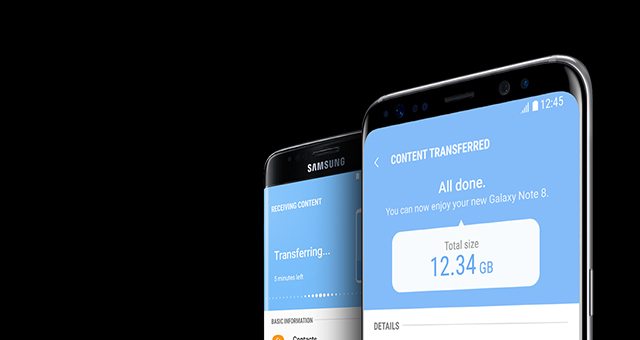 SAMSUNG
RECEIVING CONTENT
Transferring...
5 minutes left
BASIC INFORMATION
Contacts
12:45
CONTENT TRANSFERRED
All done.
You can now enjoy your new Galaxy Note 8.
Total size
12.34 GB
DETAILS